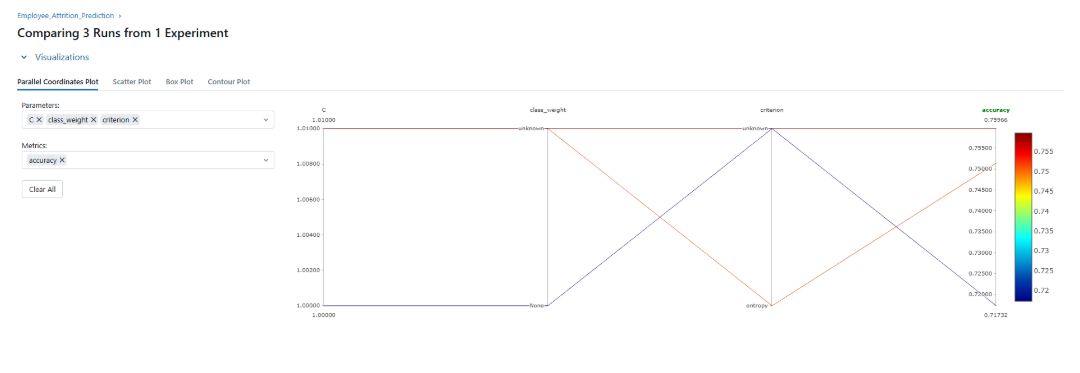 Employee_Attrition_Prediction ›
Comparing 3 Runs from 1 Experiment
Visualizations
Parallel Coordinates Plot Scatter Plot Box Plot Contour Plot
Parameters:
C × class_weight × criterion ×
Metrics:
accuracy ×
Clear All
C class_weight criterion accuracy
1.01000 0.75966
1.01000 unknown unknown
1.00800
1.00600
1.00400
1.00200
1.00000 None entropy
1.00000 0.71732
0.75500
0.75000
0.74500
0.74000
0.73500
0.73000
0.72500
0.72000
0.755
0.75
0.745
0.74
0.735
0.73
0.725
0.72